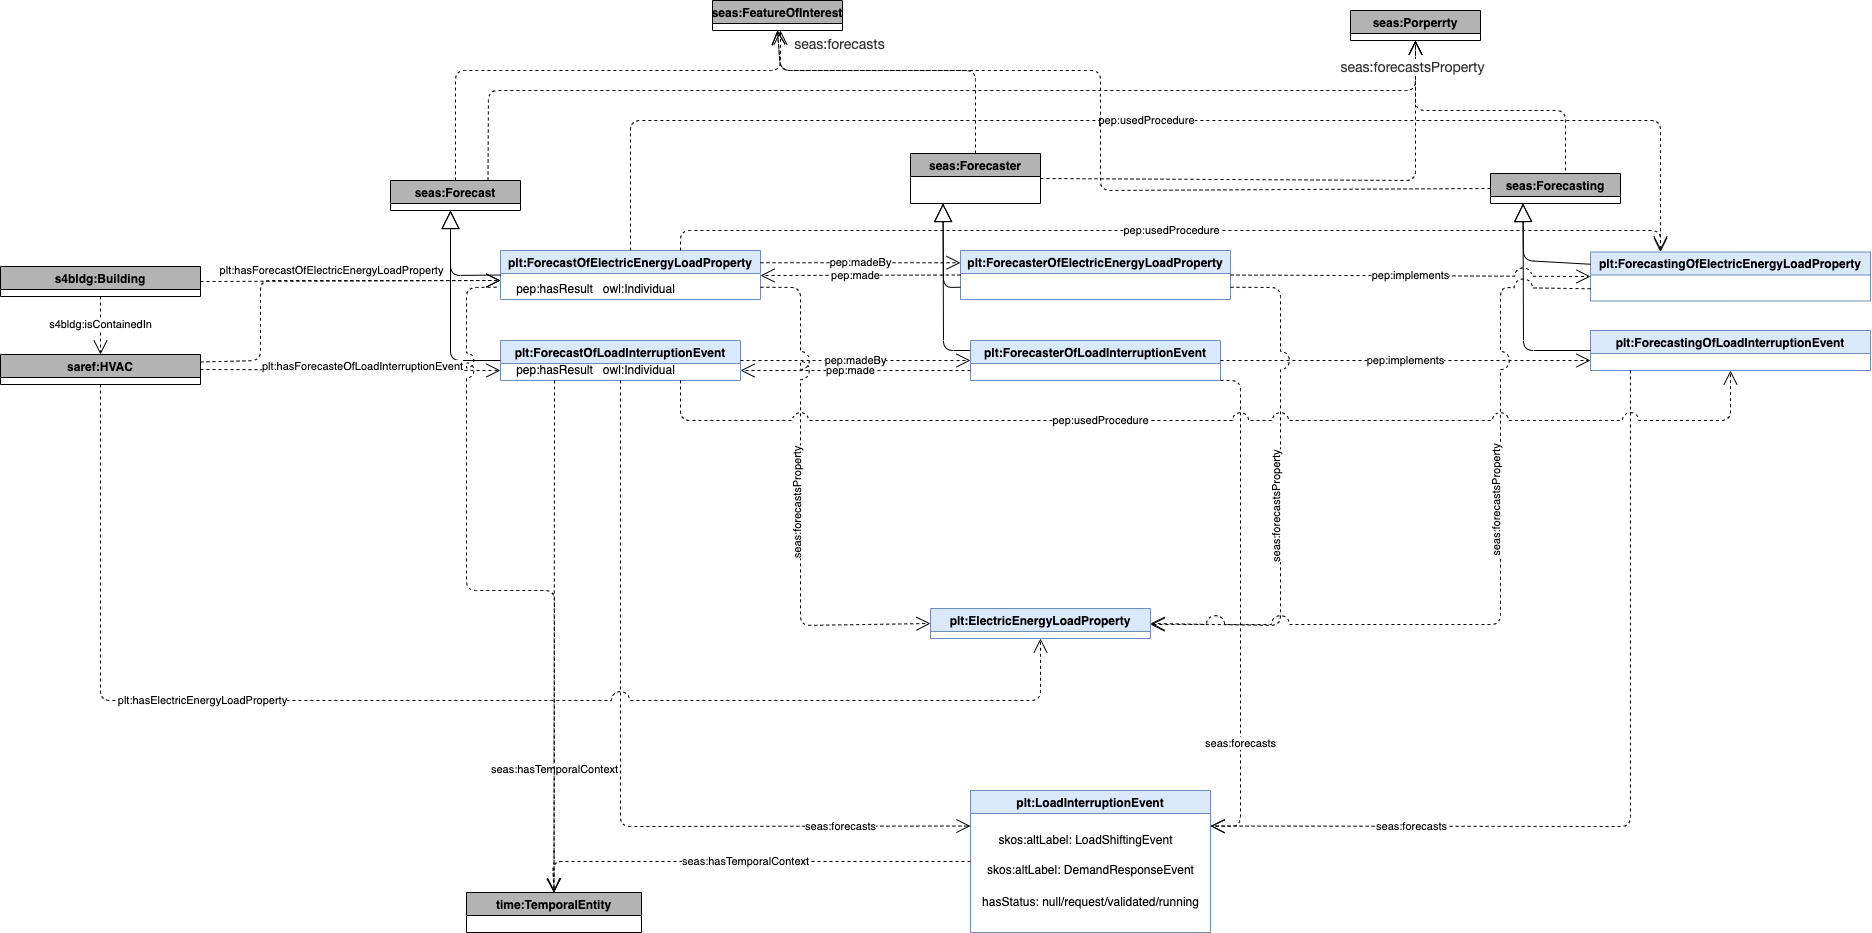 seas:FeatureOfInterest
seas:Porperrty
seas:forecasts
seas:forecastsProperty
pep:usedProcedure
seas:Forecaster
seas:Forecast
seas:Forecasting
pep:usedProcedure
plt:ForecastOfElectricEnergyLoadProperty
pep:madeBy
plt:ForecasterOfElectricEnergyLoadProperty
plt:ForecastingOfElectricEnergyLoadProperty
plt:hasForecastOfElectricEnergyLoadProperty
s4bldg:Building
pep:made
pep:implements
pep:hasResult owl:Individual
s4bldg:isContainedIn
plt:ForecastOfLoadInterruptionEvent
plt:ForecasterOfLoadInterruptionEvent
plt:ForecastingOfLoadInterruptionEvent
saref:HVAC
plt:hasForecasteOfLoadInterruptionEvent
pep:madeBy
pep:implements
pep:hasResult owl:Individual
pep:made
pep:usedProcedure
seas:forecastsProperty
seas:forecastsProperty
seas:forecastsProperty
plt:ElectricEnergyLoadProperty
plt:hasElectricEnergyLoadProperty
seas:forecasts
seas:hasTemporalContext
plt:LoadInterruptionEvent
seas:forecasts
seas:forecasts
skos:altLabel: LoadShiftingEvent
seas:hasTemporalContext
skos:altLabel: DemandResponseEvent
hasStatus: null/request/validated/running
time:TemporalEntity